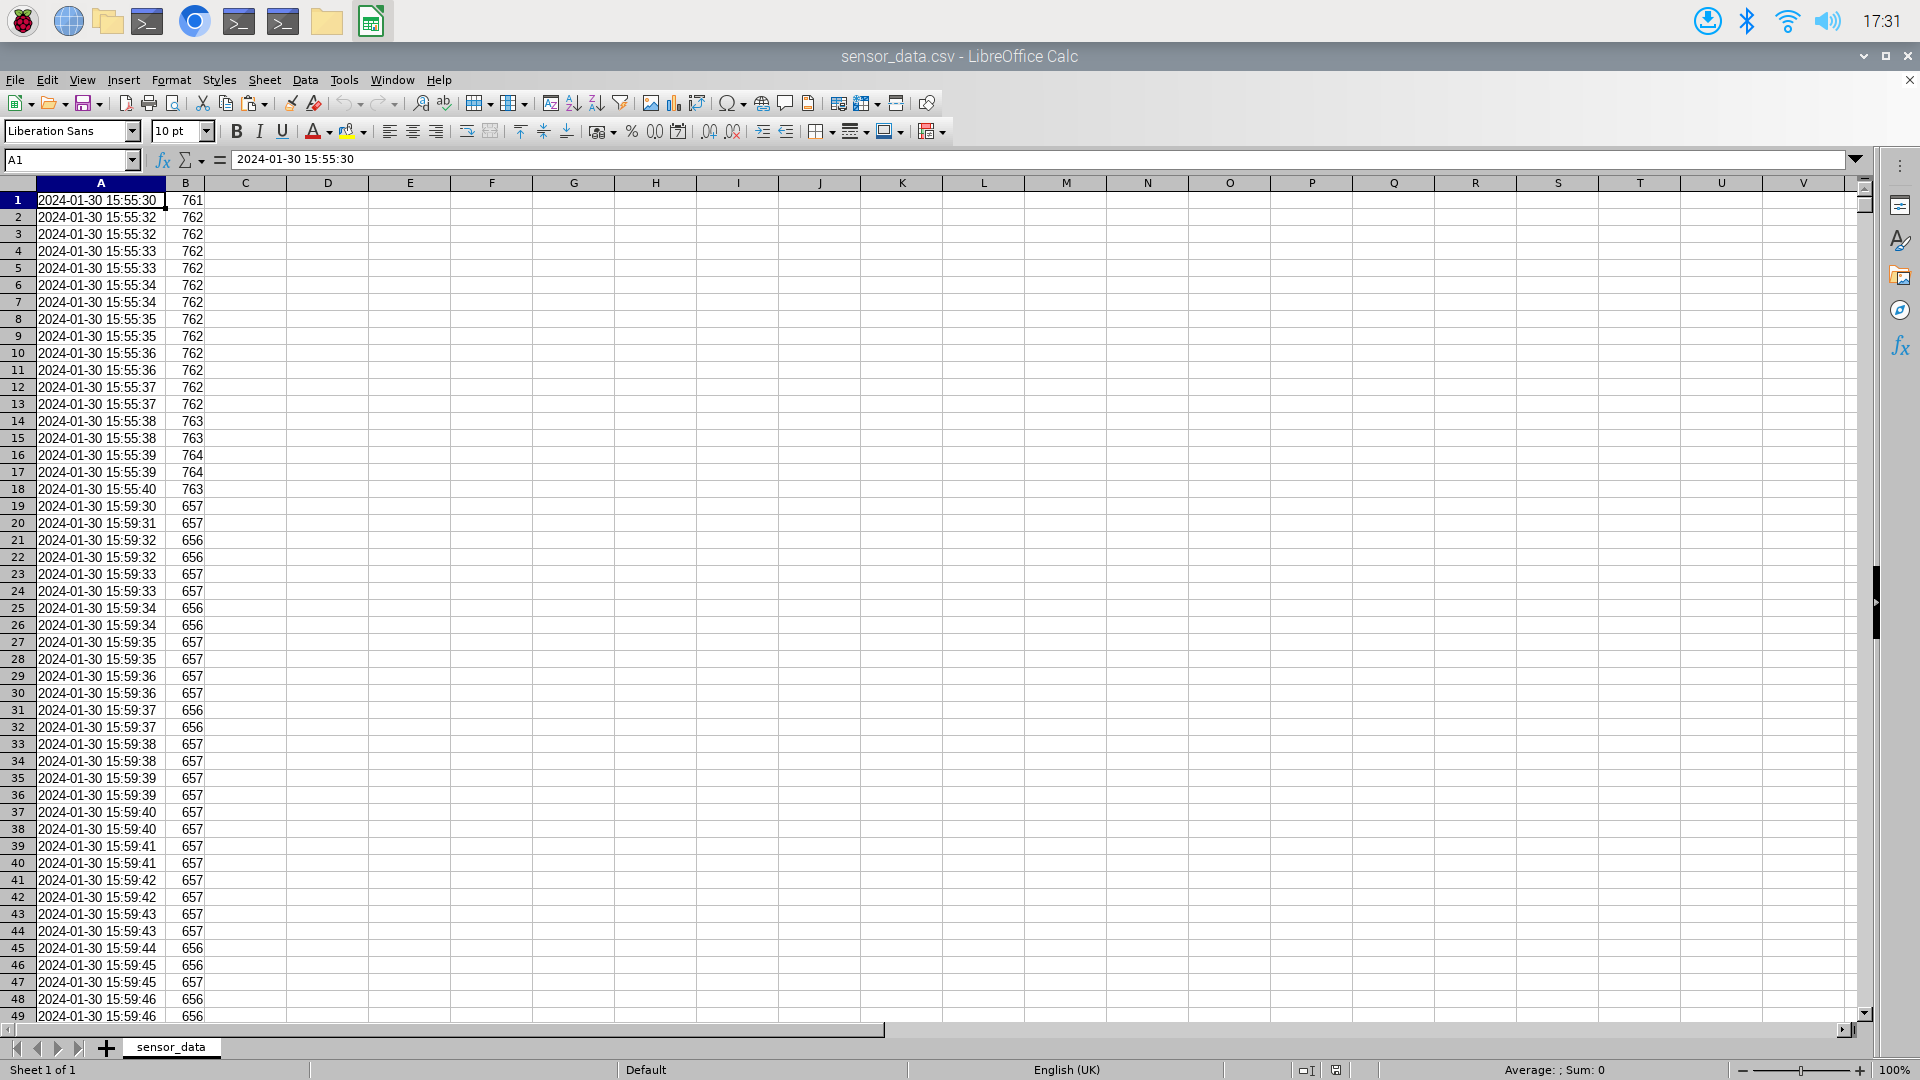 17:31
sensor_data.csv - LibreOffice Calc
File Edit View Insert Format Styles Sheet Data Tools Window Help
Liberation Sans 10 pt
A1 2024-01-30 15:55:30
A B C D E F G H I J K L M N O P Q R S T U V
1 2024-01-30 15:55:30 761
2 2024-01-30 15:55:32 762
3 2024-01-30 15:55:32 762
4 2024-01-30 15:55:33 762
5 2024-01-30 15:55:33 762
6 2024-01-30 15:55:34 762
7 2024-01-30 15:55:34 762
8 2024-01-30 15:55:35 762
9 2024-01-30 15:55:35 762
10 2024-01-30 15:55:36 762
11 2024-01-30 15:55:36 762
12 2024-01-30 15:55:37 762
13 2024-01-30 15:55:37 762
14 2024-01-30 15:55:38 763
15 2024-01-30 15:55:38 763
16 2024-01-30 15:55:39 764
17 2024-01-30 15:55:39 764
18 2024-01-30 15:55:40 763
19 2024-01-30 15:59:30 657
20 2024-01-30 15:59:31 657
21 2024-01-30 15:59:32 656
22 2024-01-30 15:59:32 656
23 2024-01-30 15:59:33 657
24 2024-01-30 15:59:33 657
25 2024-01-30 15:59:34 656
26 2024-01-30 15:59:34 656
27 2024-01-30 15:59:35 657
28 2024-01-30 15:59:35 657
29 2024-01-30 15:59:36 657
30 2024-01-30 15:59:36 657
31 2024-01-30 15:59:37 656
32 2024-01-30 15:59:37 656
33 2024-01-30 15:59:38 657
34 2024-01-30 15:59:38 657
35 2024-01-30 15:59:39 657
36 2024-01-30 15:59:39 657
37 2024-01-30 15:59:40 657
38 2024-01-30 15:59:40 657
39 2024-01-30 15:59:41 657
40 2024-01-30 15:59:41 657
41 2024-01-30 15:59:42 657
42 2024-01-30 15:59:42 657
43 2024-01-30 15:59:43 657
44 2024-01-30 15:59:43 657
45 2024-01-30 15:59:44 656
46 2024-01-30 15:59:45 656
47 2024-01-30 15:59:45 657
48 2024-01-30 15:59:46 656
49 2024-01-30 15:59:46 656
sensor_data
Sheet 1 of 1 Default English (UK) Average: ; Sum: 0 100%